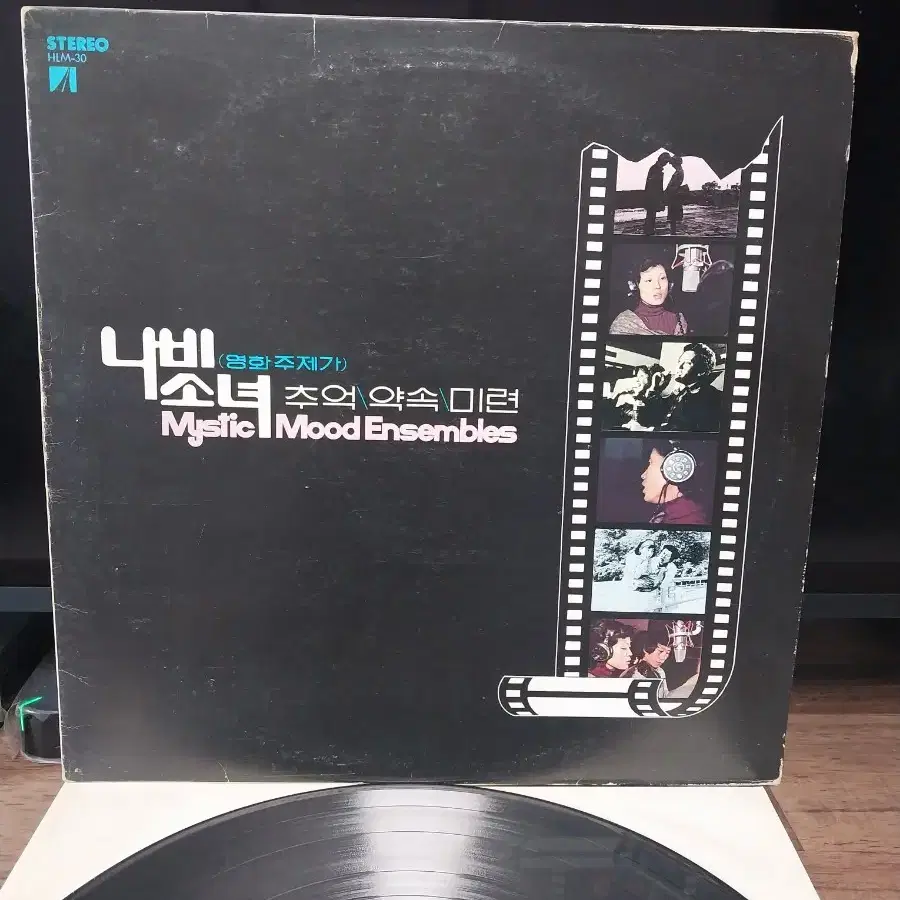 STEREO
HLM-30
나비소녀
(영화 주제가)
추억\약속\미련
Mystic Mood Ensembles